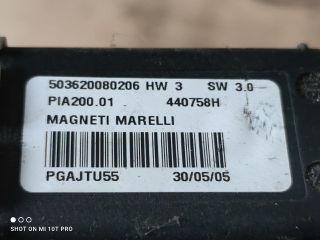 503620080206 HW 3 SW 3.0
PIA200.01 440758H
MAGNETI MARELLI
PGAJTU55 30/05/05
SHOT ON MI 10T PRO